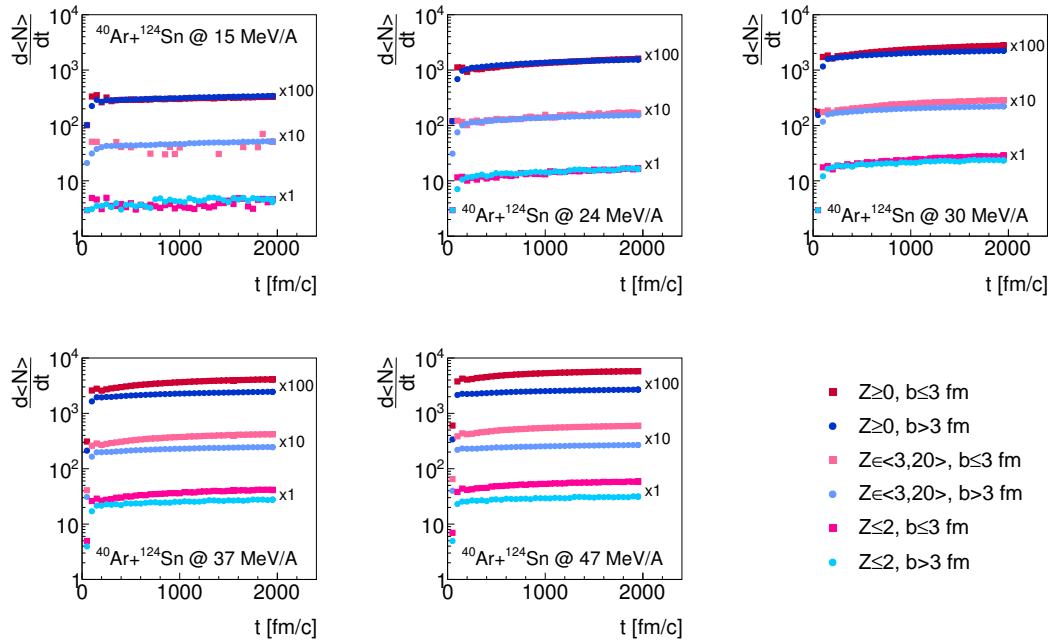 d<N>
dt
10⁴
10³
10²
10
1
⁴⁰Ar+¹²⁴Sn @ 15 MeV/A
x100
x10
x1
0
1000
2000
t [fm/c]
d<N>
dt
10⁴
10³
10²
10
1
x100
x10
x1
⁴⁰Ar+¹²⁴Sn @ 24 MeV/A
0
1000
2000
t [fm/c]
d<N>
dt
10⁴
10³
10²
10
1
x100
x10
x1
⁴⁰Ar+¹²⁴Sn @ 30 MeV/A
0
1000
2000
t [fm/c]
d<N>
dt
10⁴
10³
10²
10
1
x100
x10
x1
⁴⁰Ar+¹²⁴Sn @ 37 MeV/A
0
1000
2000
t [fm/c]
d<N>
dt
10⁴
10³
10²
10
1
x100
x10
x1
⁴⁰Ar+¹²⁴Sn @ 47 MeV/A
0
1000
2000
t [fm/c]
Z≥0, b≤3 fm
Z≥0, b>3 fm
Z∈<3,20>, b≤3 fm
Z∈<3,20>, b>3 fm
Z≤2, b≤3 fm
Z≤2, b>3 fm